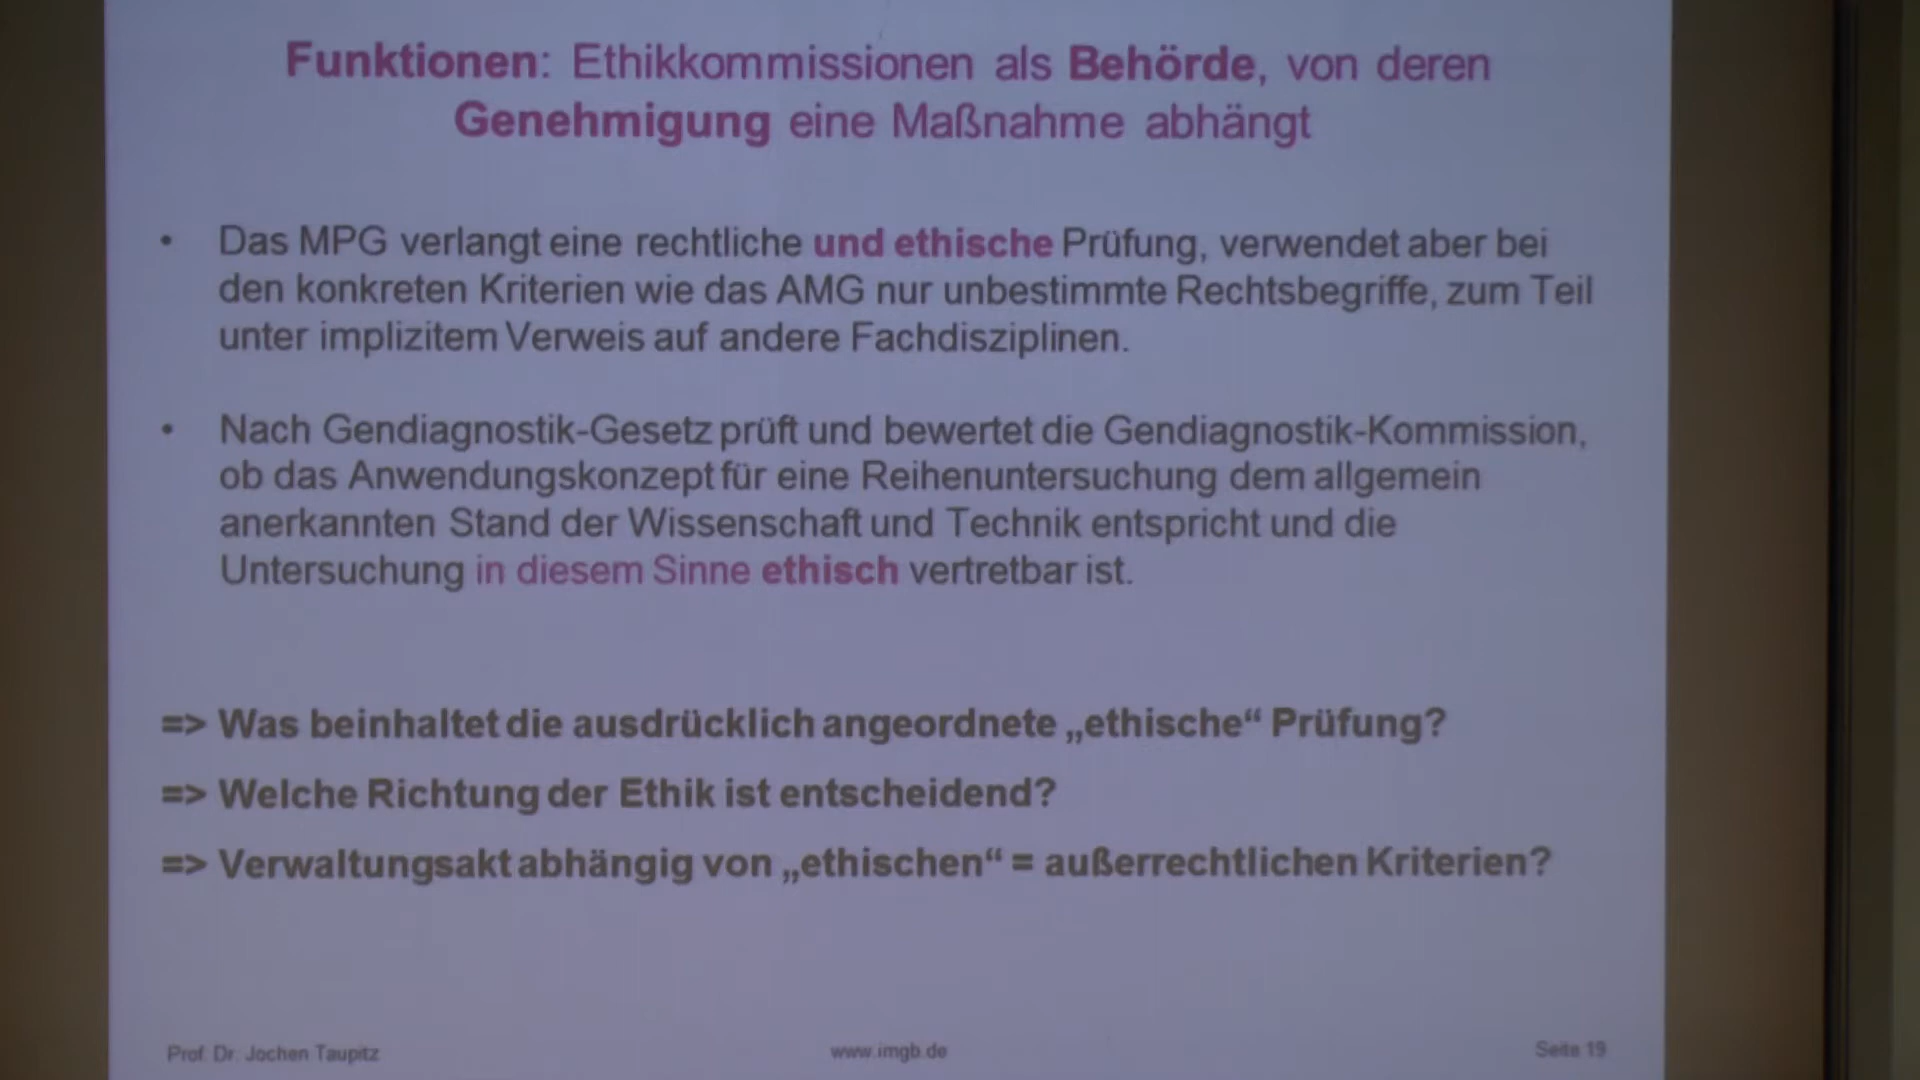 Funktionen: Ethikkommissionen als Behörde, von deren
Genehmigung eine Maßnahme abhängt
• Das MPG verlangt eine rechtliche und ethische Prüfung, verwendet aber bei
den konkreten Kriterien wie das AMG nur unbestimmte Rechtsbegriffe, zum Teil
unter implizitem Verweis auf andere Fachdisziplinen.
• Nach Gendiagnostik-Gesetz prüft und bewertet die Gendiagnostik-Kommission,
ob das Anwendungskonzept für eine Reihenuntersuchung dem allgemein
anerkannten Stand der Wissenschaft und Technik entspricht und die
Untersuchung in diesem Sinne ethisch vertretbar ist.
=> Was beinhaltet die ausdrücklich angeordnete „ethische“ Prüfung?
=> Welche Richtung der Ethik ist entscheidend?
=> Verwaltungsakt abhängig von „ethischen“ = außerrechtlichen Kriterien?
Prof. Dr. Jochen Taupitz
www.imgb.de
Seite 19